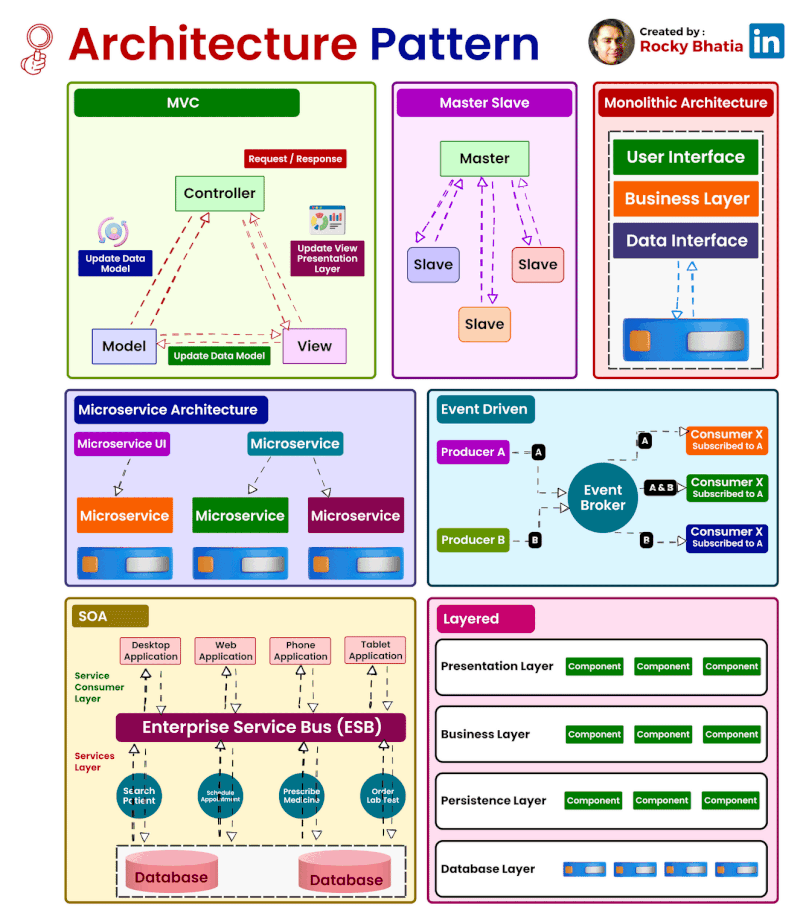 Architecture Pattern
Created by :
Rocky Bhatia
in
MVC
Request / Response
Controller
Update Data
Model
Update View
Presentation
Layer
Model
Update Data Model
View
Master Slave
Master
Slave
Slave
Slave
Monolithic Architecture
User Interface
Business Layer
Data Interface
Microservice Architecture
Microservice UI
Microservice
Microservice
Microservice
Microservice
Event Driven
Producer A
A
Producer B
B
Event
Broker
A
A & B
B
Consumer X
Subscribed to A
Consumer X
Subscribed to A
Consumer X
Subscribed to A
SOA
Desktop
Application
Web
Application
Phone
Application
Tablet
Application
Service
Consumer
Layer
Enterprise Service Bus (ESB)
Services
Layer
Search
Patient
Schedule
Appointment
Prescribe
Medicine
Order
Lab Test
Database
Database
Layered
Presentation Layer
Component
Component
Component
Business Layer
Component
Component
Component
Persistence Layer
Component
Component
Component
Database Layer